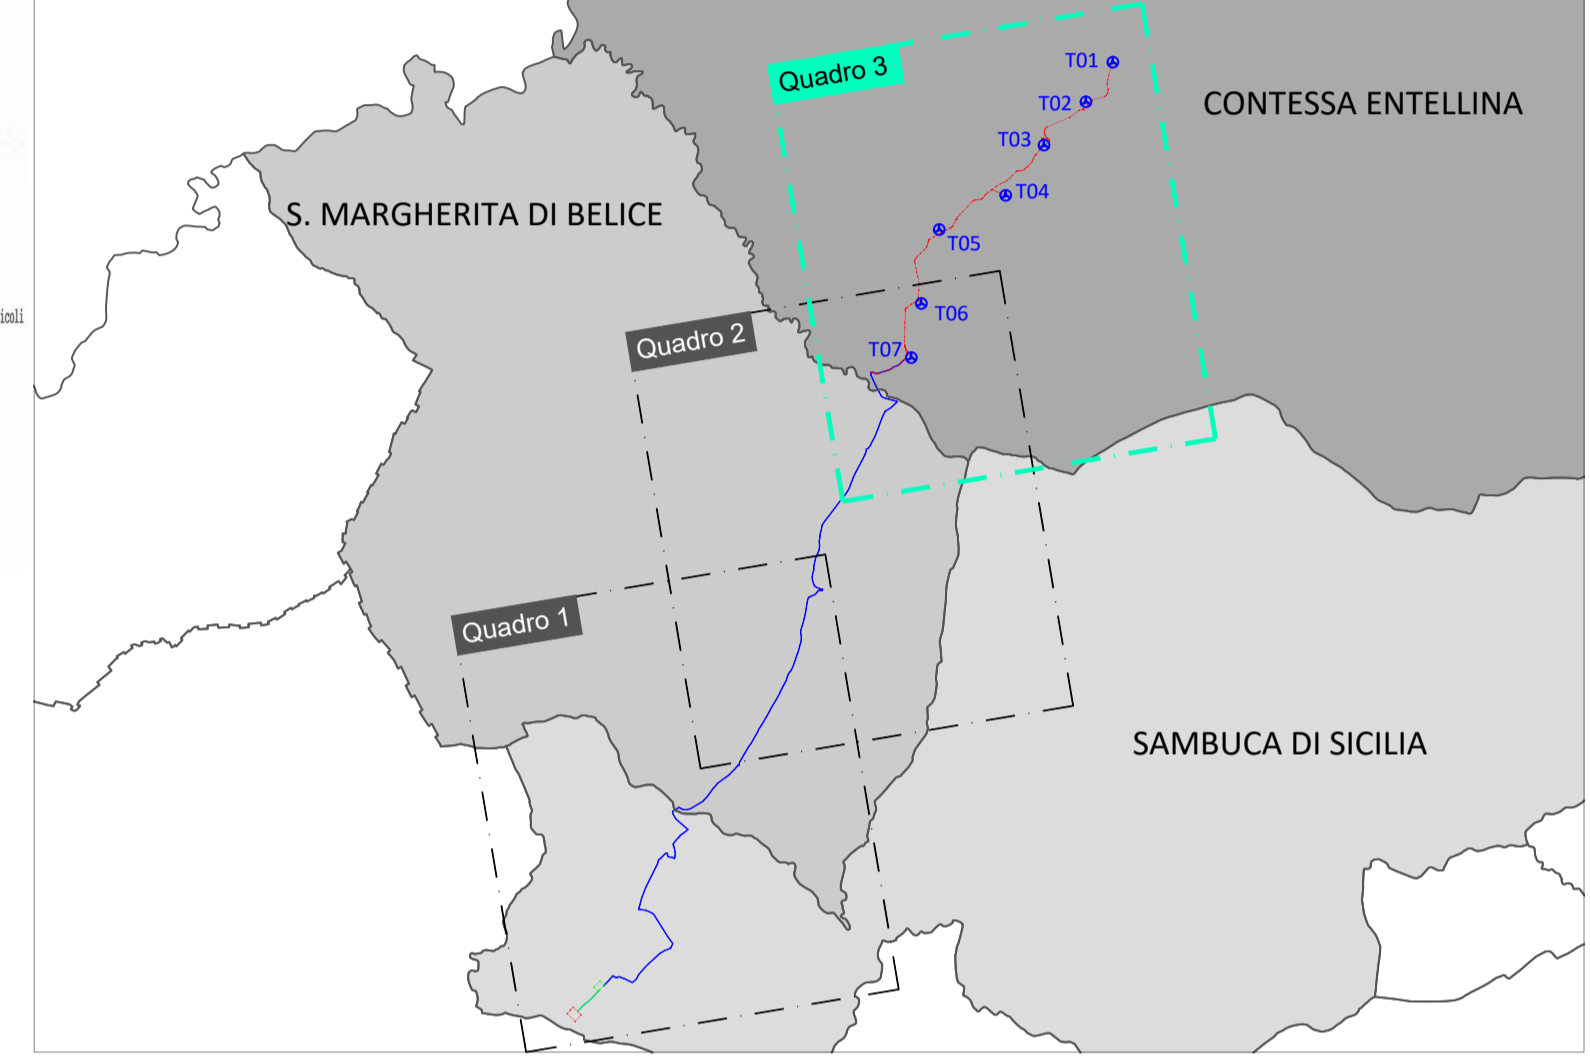 T01
Quadro 3
CONTESSA ENTELLINA
T02
T03
T04
S. MARGHERITA DI BELICE
T05
T06
icoli
Quadro 2
T07
Quadro 1
SAMBUCA DI SICILIA